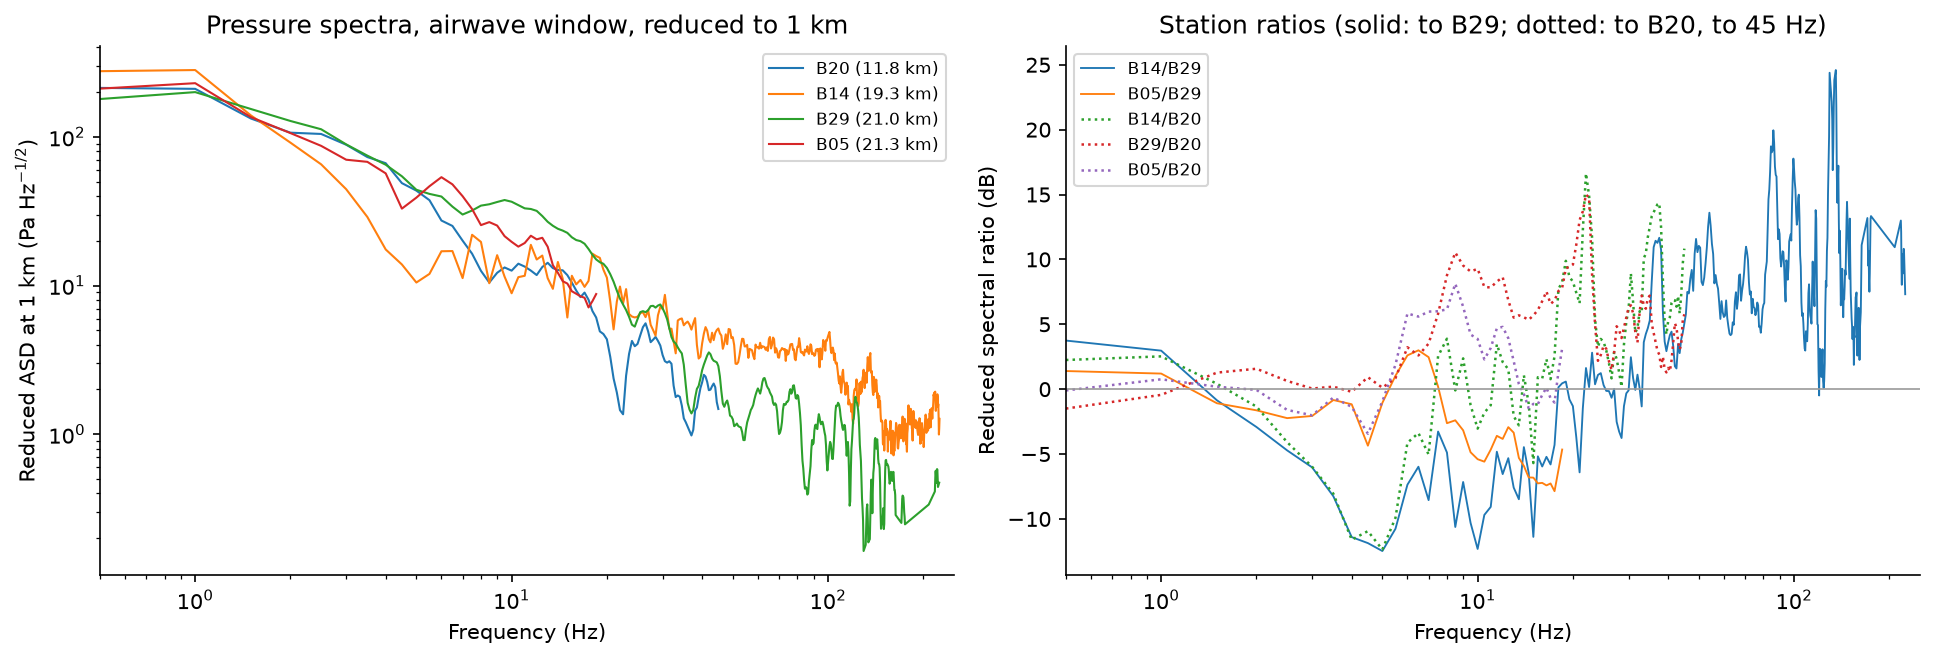 Pressure spectra, airwave window, reduced to 1 km
Reduced ASD at 1 km (Pa Hz⁻¹ᐟ²)
10²
10¹
10⁰
B20 (11.8 km)
B14 (19.3 km)
B29 (21.0 km)
B05 (21.3 km)
10⁰
10¹
10²
Frequency (Hz)
Station ratios (solid: to B29; dotted: to B20, to 45 Hz)
Reduced spectral ratio (dB)
25
20
15
10
5
0
−5
−10
B14/B29
B05/B29
B14/B20
B29/B20
B05/B20
10⁰
10¹
10²
Frequency (Hz)